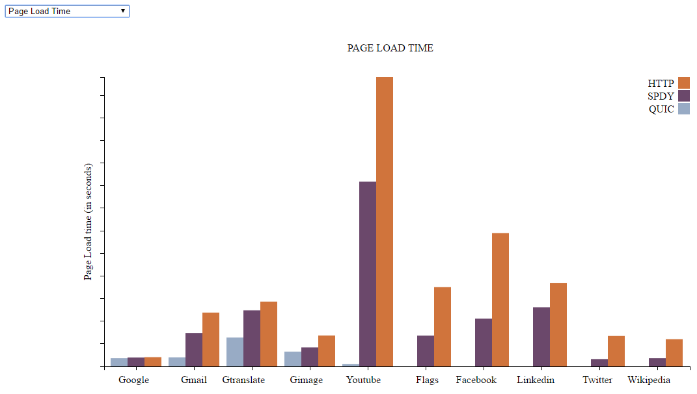 Page Load Time
PAGE LOAD TIME
HTTP
SPDY
QUIC
Page Load time (m seconds)
Google Gmail Gtranslate Gimage Youtube Flags Facebook Linkedin Twitter Wikipedia